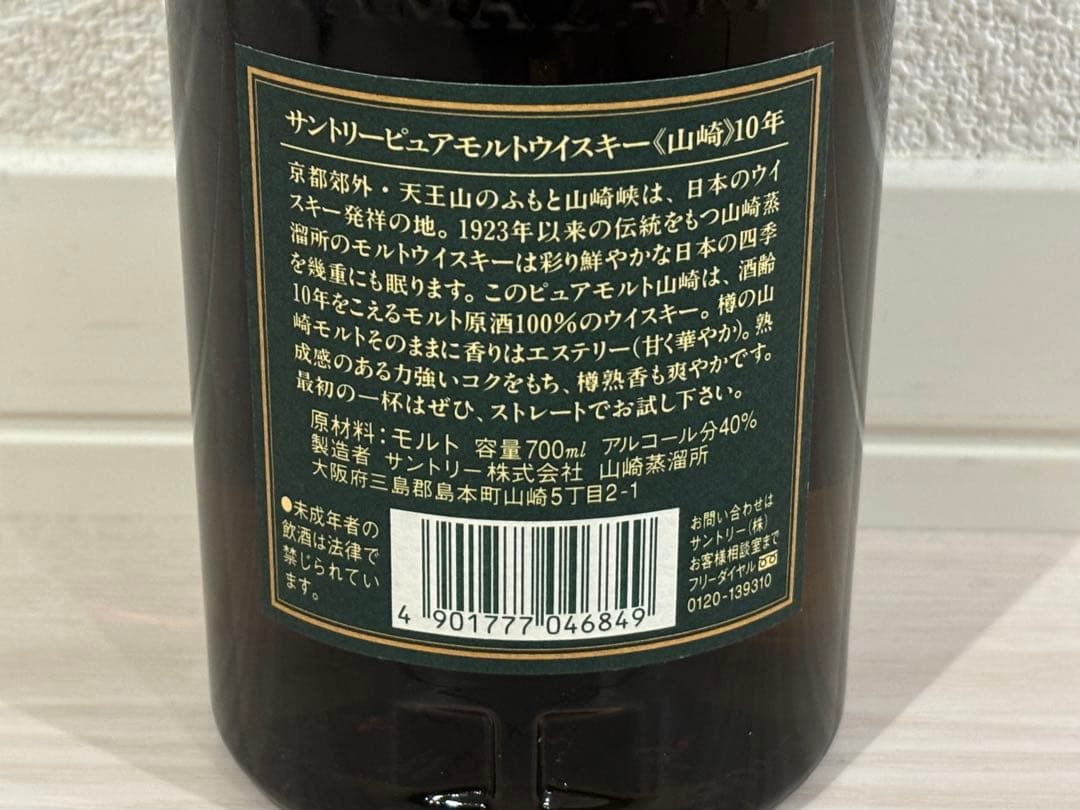 YAMAZAKI
サントリーピュアモルトウイスキー《山崎》10年
京都郊外・天王山のふもと山崎峡は、日本のウイ
スキー発祥の地。1923年以来の伝統をもつ山崎蒸
溜所のモルトウイスキーは彩り鮮やかな日本の四季
を幾重にも眠ります。このピュアモルト山崎は、酒齢
10年をこえるモルト原酒100%のウイスキー。樽の山
崎モルトそのままに香りはエステリー(甘く華やか)。熟
成感のある力強いコクをもち、樽熟香も爽やかです。
最初の一杯はぜひ、ストレートでお試し下さい。
原材料:モルト 容量700ml アルコール分40%
製造者 サントリー株式会社 山崎蒸溜所
大阪府三島郡島本町山崎5丁目2-1
●未成年者の
飲酒は法律で
禁じられてい
ます。
4 901777 046849
お問い合わせは
サントリー(株)
お客様相談室まで
フリーダイヤル
0120-139310